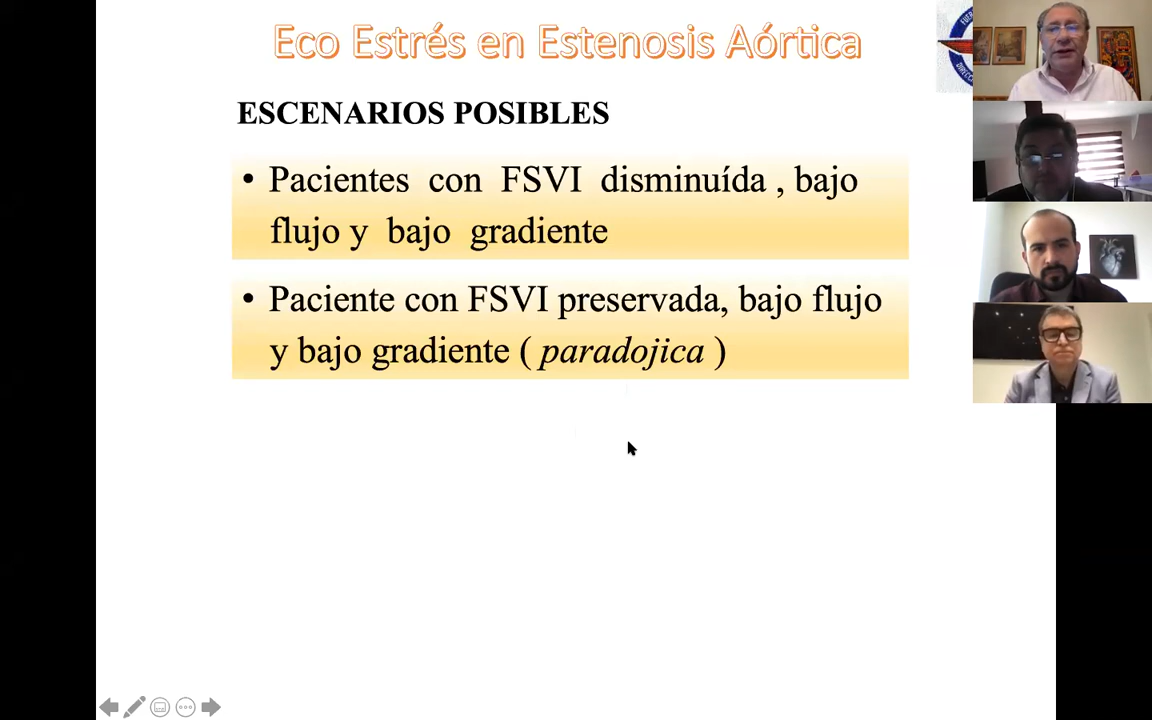 Eco Estrés en Estenosis Aórtica
ESCENARIOS POSIBLES
• Pacientes con FSVI disminuída , bajo
flujo y bajo gradiente
• Paciente con FSVI preservada, bajo flujo
y bajo gradiente ( paradojica )